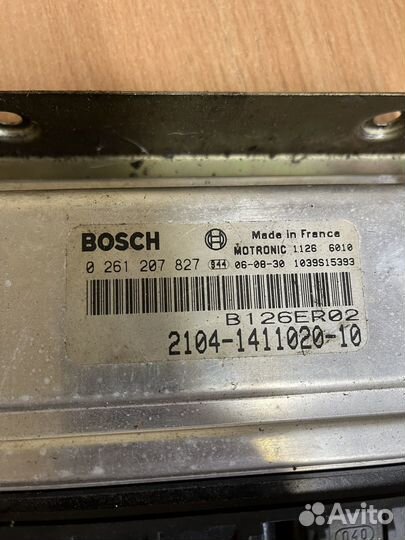 BOSCH Made in France
MOTRONIC 1126 6010
0 261 207 827 844 06-08-30 1039S15393
B126ER02
2104-1411020-10
Avito
040